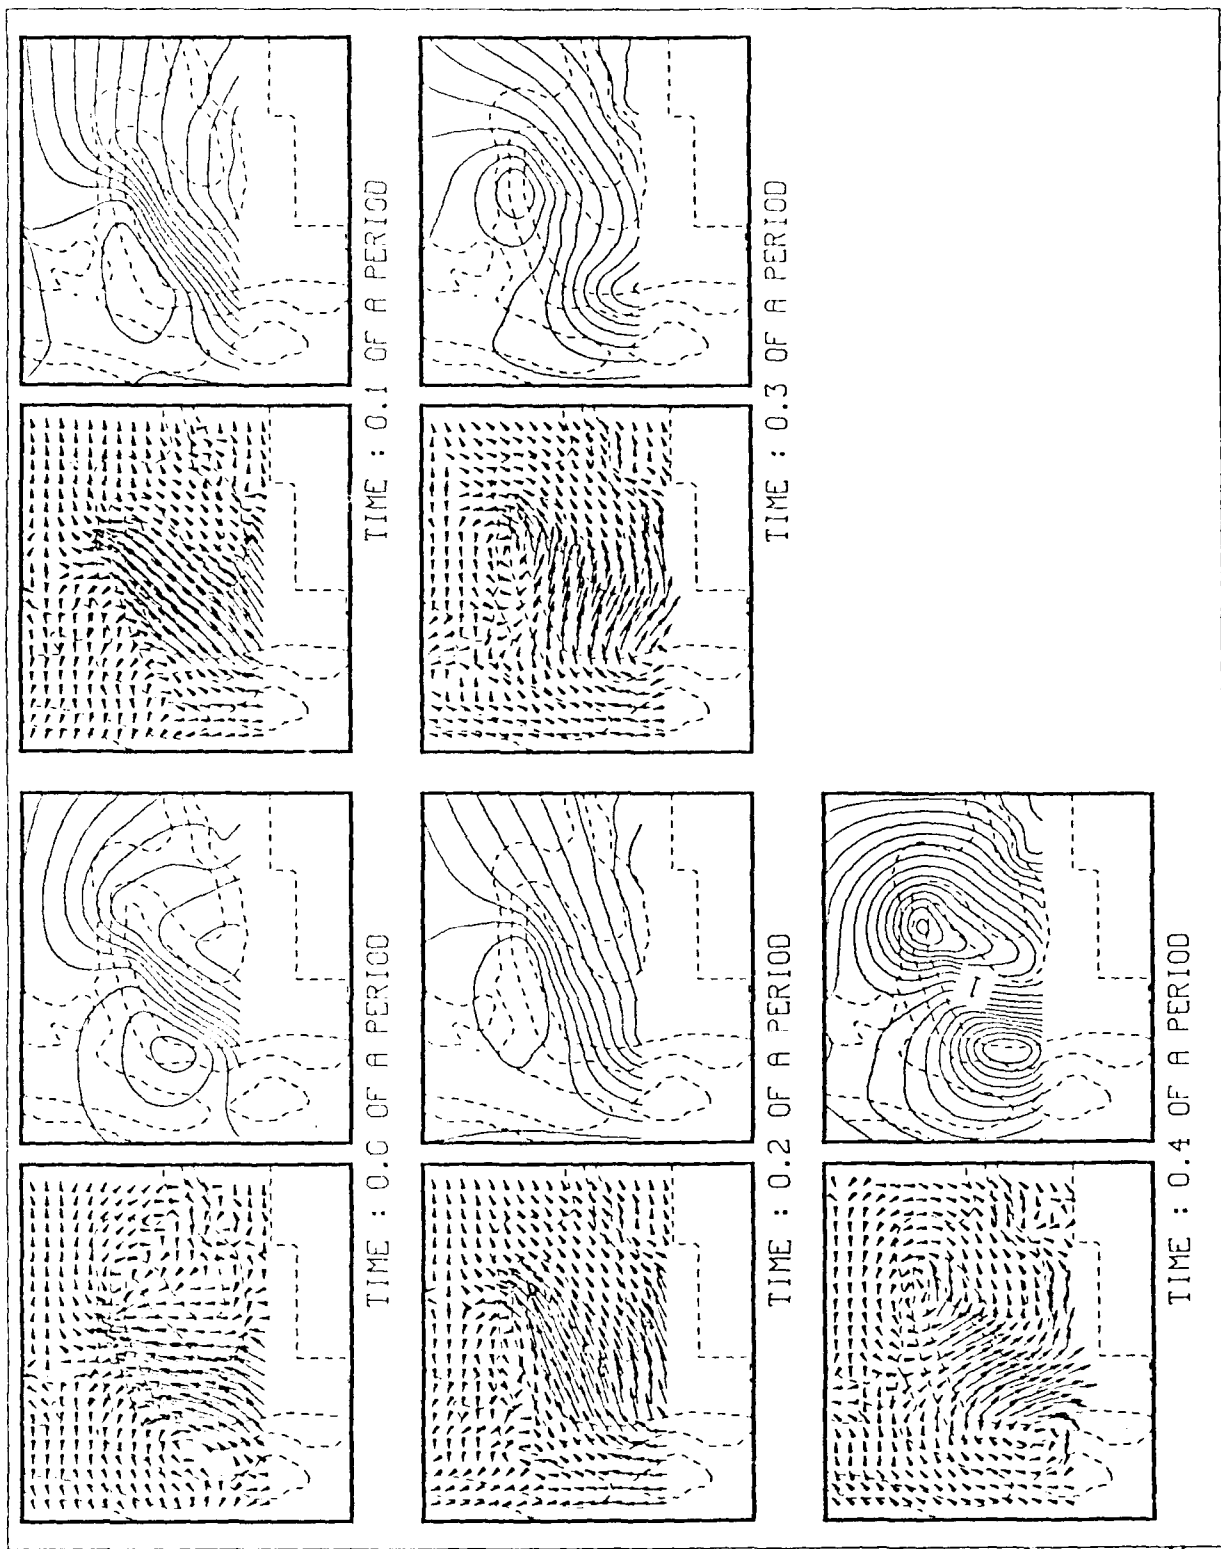 TIME : 0.0 OF A PERIOD
TIME : 0.1 OF A PERIOD
TIME : 0.2 OF A PERIOD
TIME : 0.3 OF A PERIOD
TIME : 0.4 OF A PERIOD